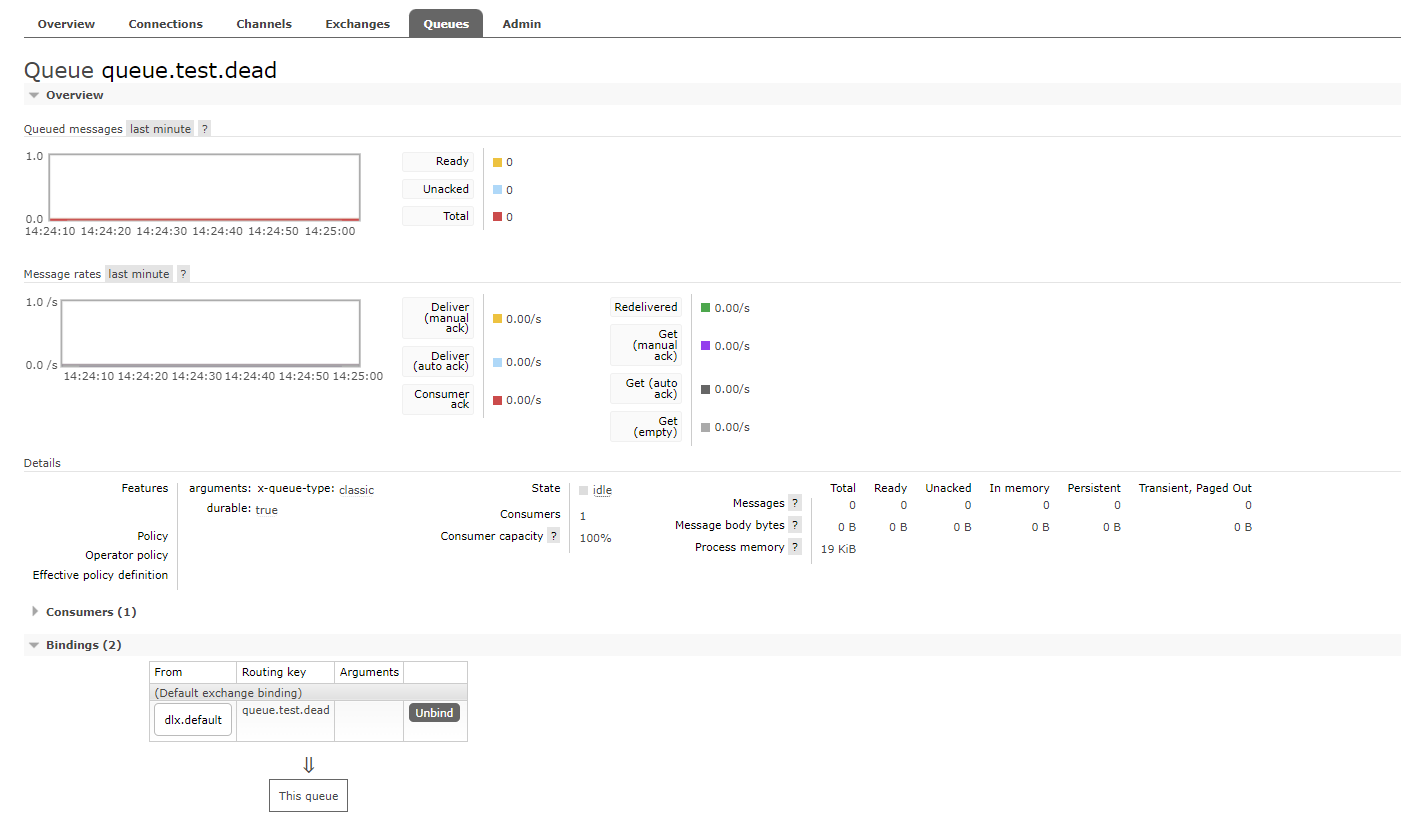 Overview Connections Channels Exchanges Queues Admin
Queue queue.test.dead
Overview
Queued messages last minute ?
1.0
0.0
14:24:10 14:24:20 14:24:30 14:24:40 14:24:50 14:25:00
Ready 0
Unacked 0
Total 0
Message rates last minute ?
1.0 /s
0.0 /s
14:24:10 14:24:20 14:24:30 14:24:40 14:24:50 14:25:00
Deliver
(manual
ack) 0.00/s
Deliver
(auto ack) 0.00/s
Consumer
ack 0.00/s
Redelivered 0.00/s
Get
(manual
ack) 0.00/s
Get (auto
ack) 0.00/s
Get
(empty) 0.00/s
Details
Features arguments: x-queue-type: classic
durable: true
Policy
Operator policy
Effective policy definition
State idle
Consumers 1
Consumer capacity ? 100%
Total Ready Unacked In memory Persistent Transient, Paged Out
Messages ? 0 0 0 0 0 0
Message body bytes ? 0 B 0 B 0 B 0 B 0 B 0 B
Process memory ? 19 KiB
Consumers (1)
Bindings (2)
From Routing key Arguments
(Default exchange binding)
dlx.default queue.test.dead Unbind
⇓
This queue